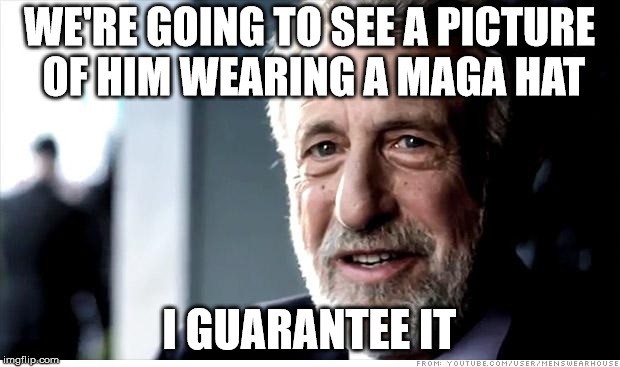 WE'RE GOING TO SEE A PICTURE
OF HIM WEARING A MAGA HAT
I GUARANTEE IT
imgflip.com
FROM: YOUTUBE.COM/USER/MENSWEARHOUSE